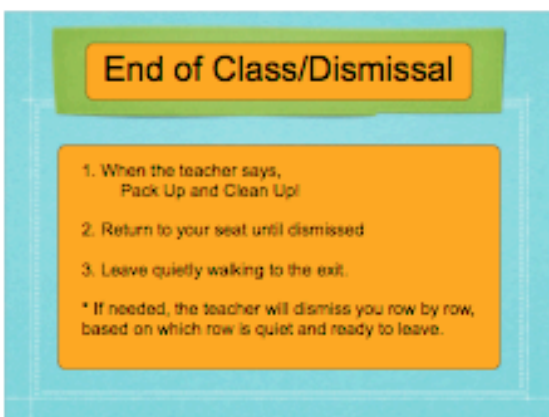 End of Class/Dismissal
1. When the teacher says,
Pack Up and Clean Up!
2. Return to your seat until dismissed
3. Leave quietly walking to the exit.
* If needed, the teacher will dismiss you row by row,
based on which row is quiet and ready to leave.